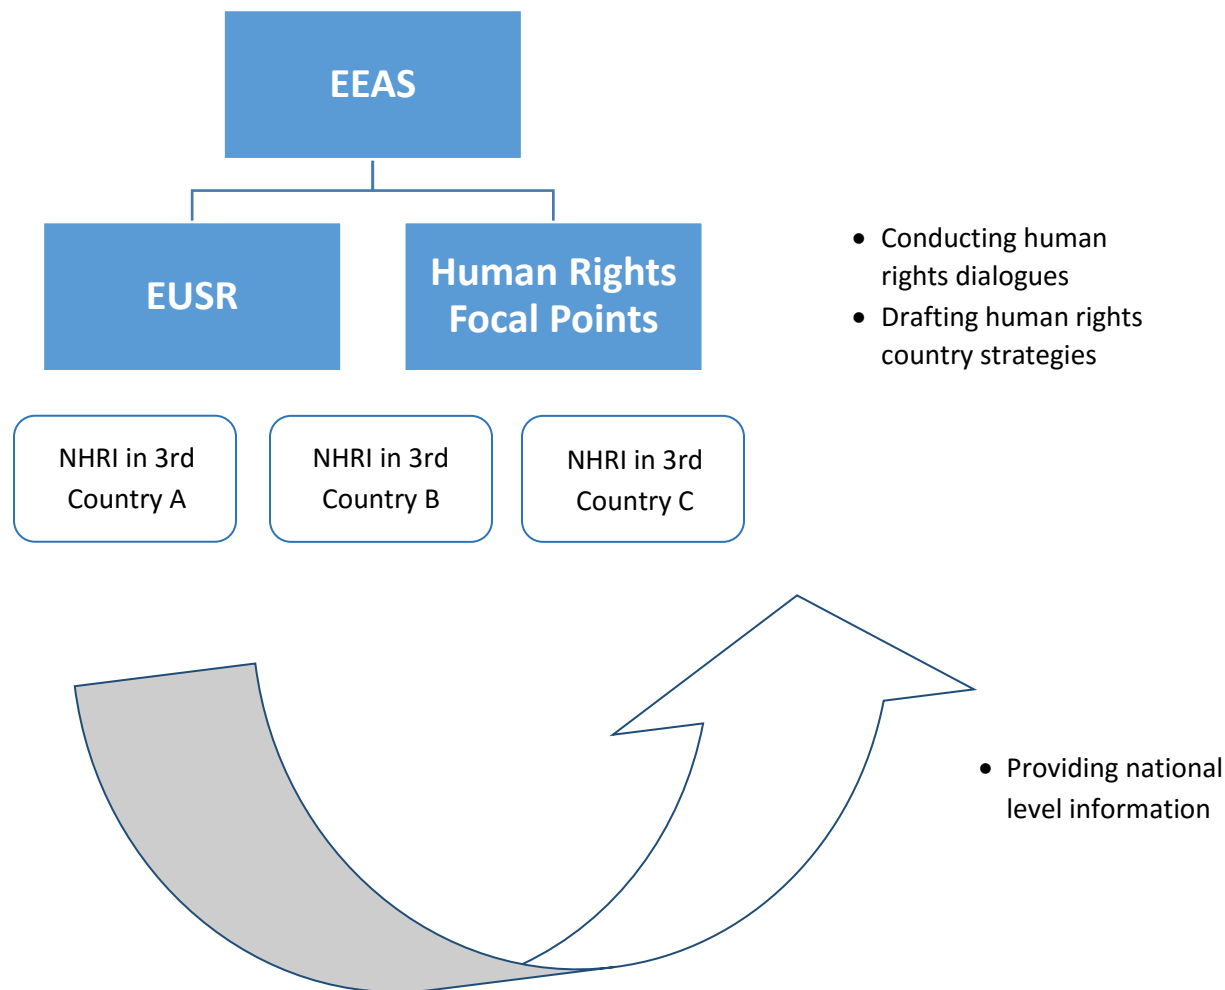 EEAS
EUSR
Human Rights
Focal Points
• Conducting human
rights dialogues
• Drafting human rights
country strategies
NHRI in 3rd
Country A
NHRI in 3rd
Country B
NHRI in 3rd
Country C
• Providing national
level information